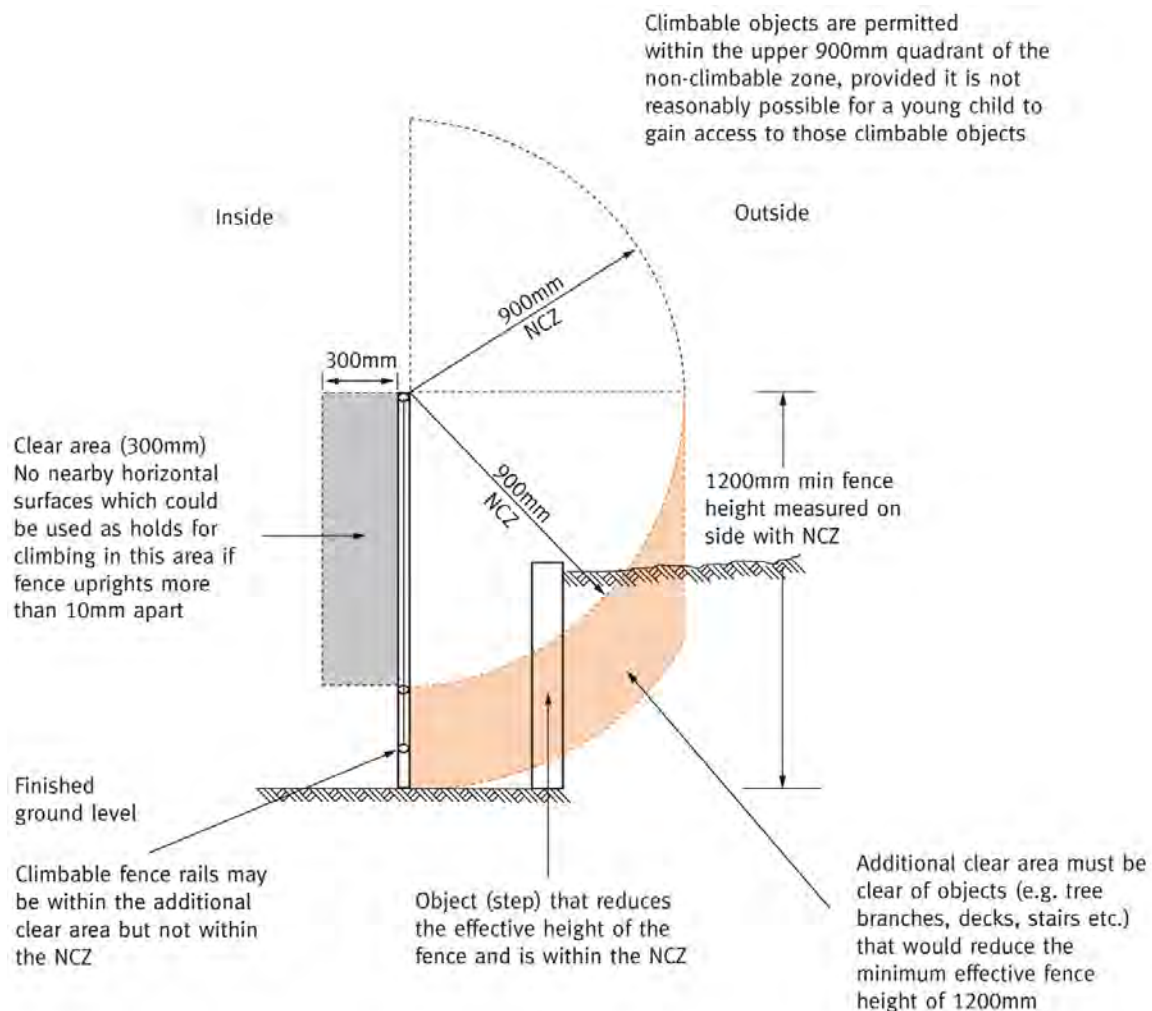 Climbable objects are permitted
within the upper 900mm quadrant of the
non-climbable zone, provided it is not
reasonably possible for a young child to
gain access to those climbable objects
Inside
Outside
900mm
NCZ
300mm
Clear area (300mm)
No nearby horizontal
surfaces which could
be used as holds for
climbing in this area if
fence uprights more
than 10mm apart
900mm
NCZ
1200mm min fence
height measured on
side with NCZ
Finished
ground level
Climbable fence rails may
be within the additional
clear area but not within
the NCZ
Object (step) that reduces
the effective height of the
fence and is within the NCZ
Additional clear area must be
clear of objects (e.g. tree
branches, decks, stairs etc.)
that would reduce the
minimum effective fence
height of 1200mm